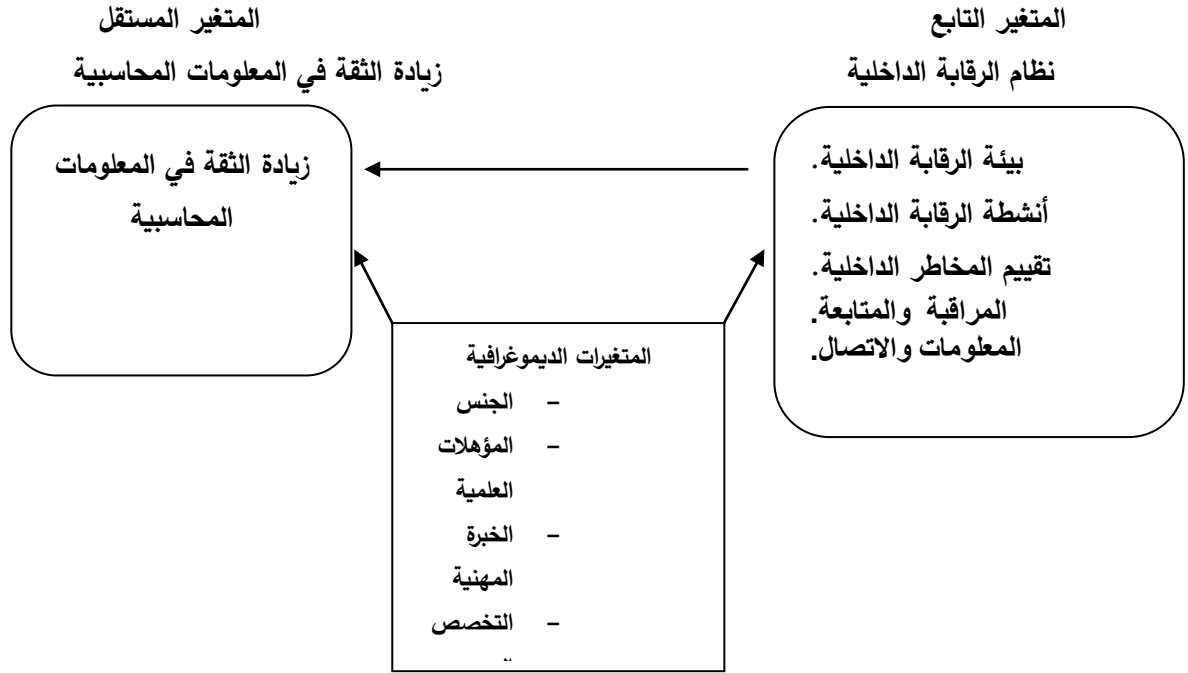 المتغير التابع
المتغير المستقل
نظام الرقابة الداخلية
زيادة الثقة في المعلومات المحاسبية
بيئة الرقابة الداخلية.
أنشطة الرقابة الداخلية.
تقييم المخاطر الداخلية.
المراقبة والمتابعة.
المعلومات والاتصال.
زيادة الثقة في المعلومات
المحاسبية
المتغيرات الديموغرافية
– الجنس
– المؤهلات
العلمية
– الخبرة
المهنية
– التخصص